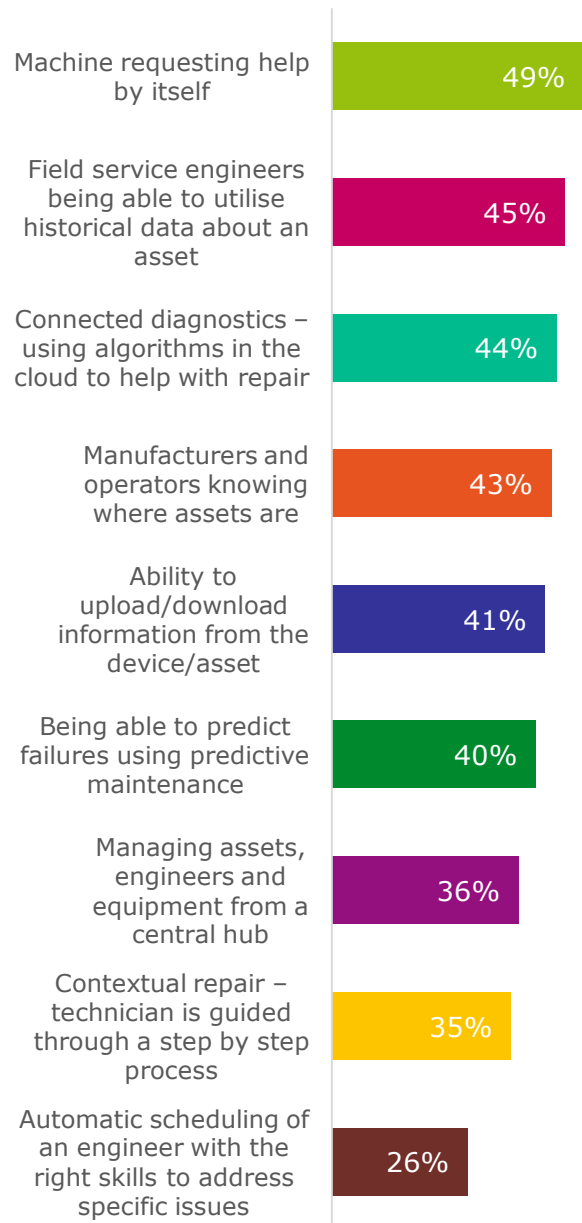 Machine requesting help
by itself
49%
Field service engineers
being able to utilise
historical data about an
asset
45%
Connected diagnostics –
using algorithms in the
cloud to help with repair
44%
Manufacturers and
operators knowing
where assets are
43%
Ability to
upload/download
information from the
device/asset
41%
Being able to predict
failures using predictive
maintenance
40%
Managing assets,
engineers and
equipment from a
central hub
36%
Contextual repair –
technician is guided
through a step by step
process
35%
Automatic scheduling of
an engineer with the
right skills to address
specific issues
26%